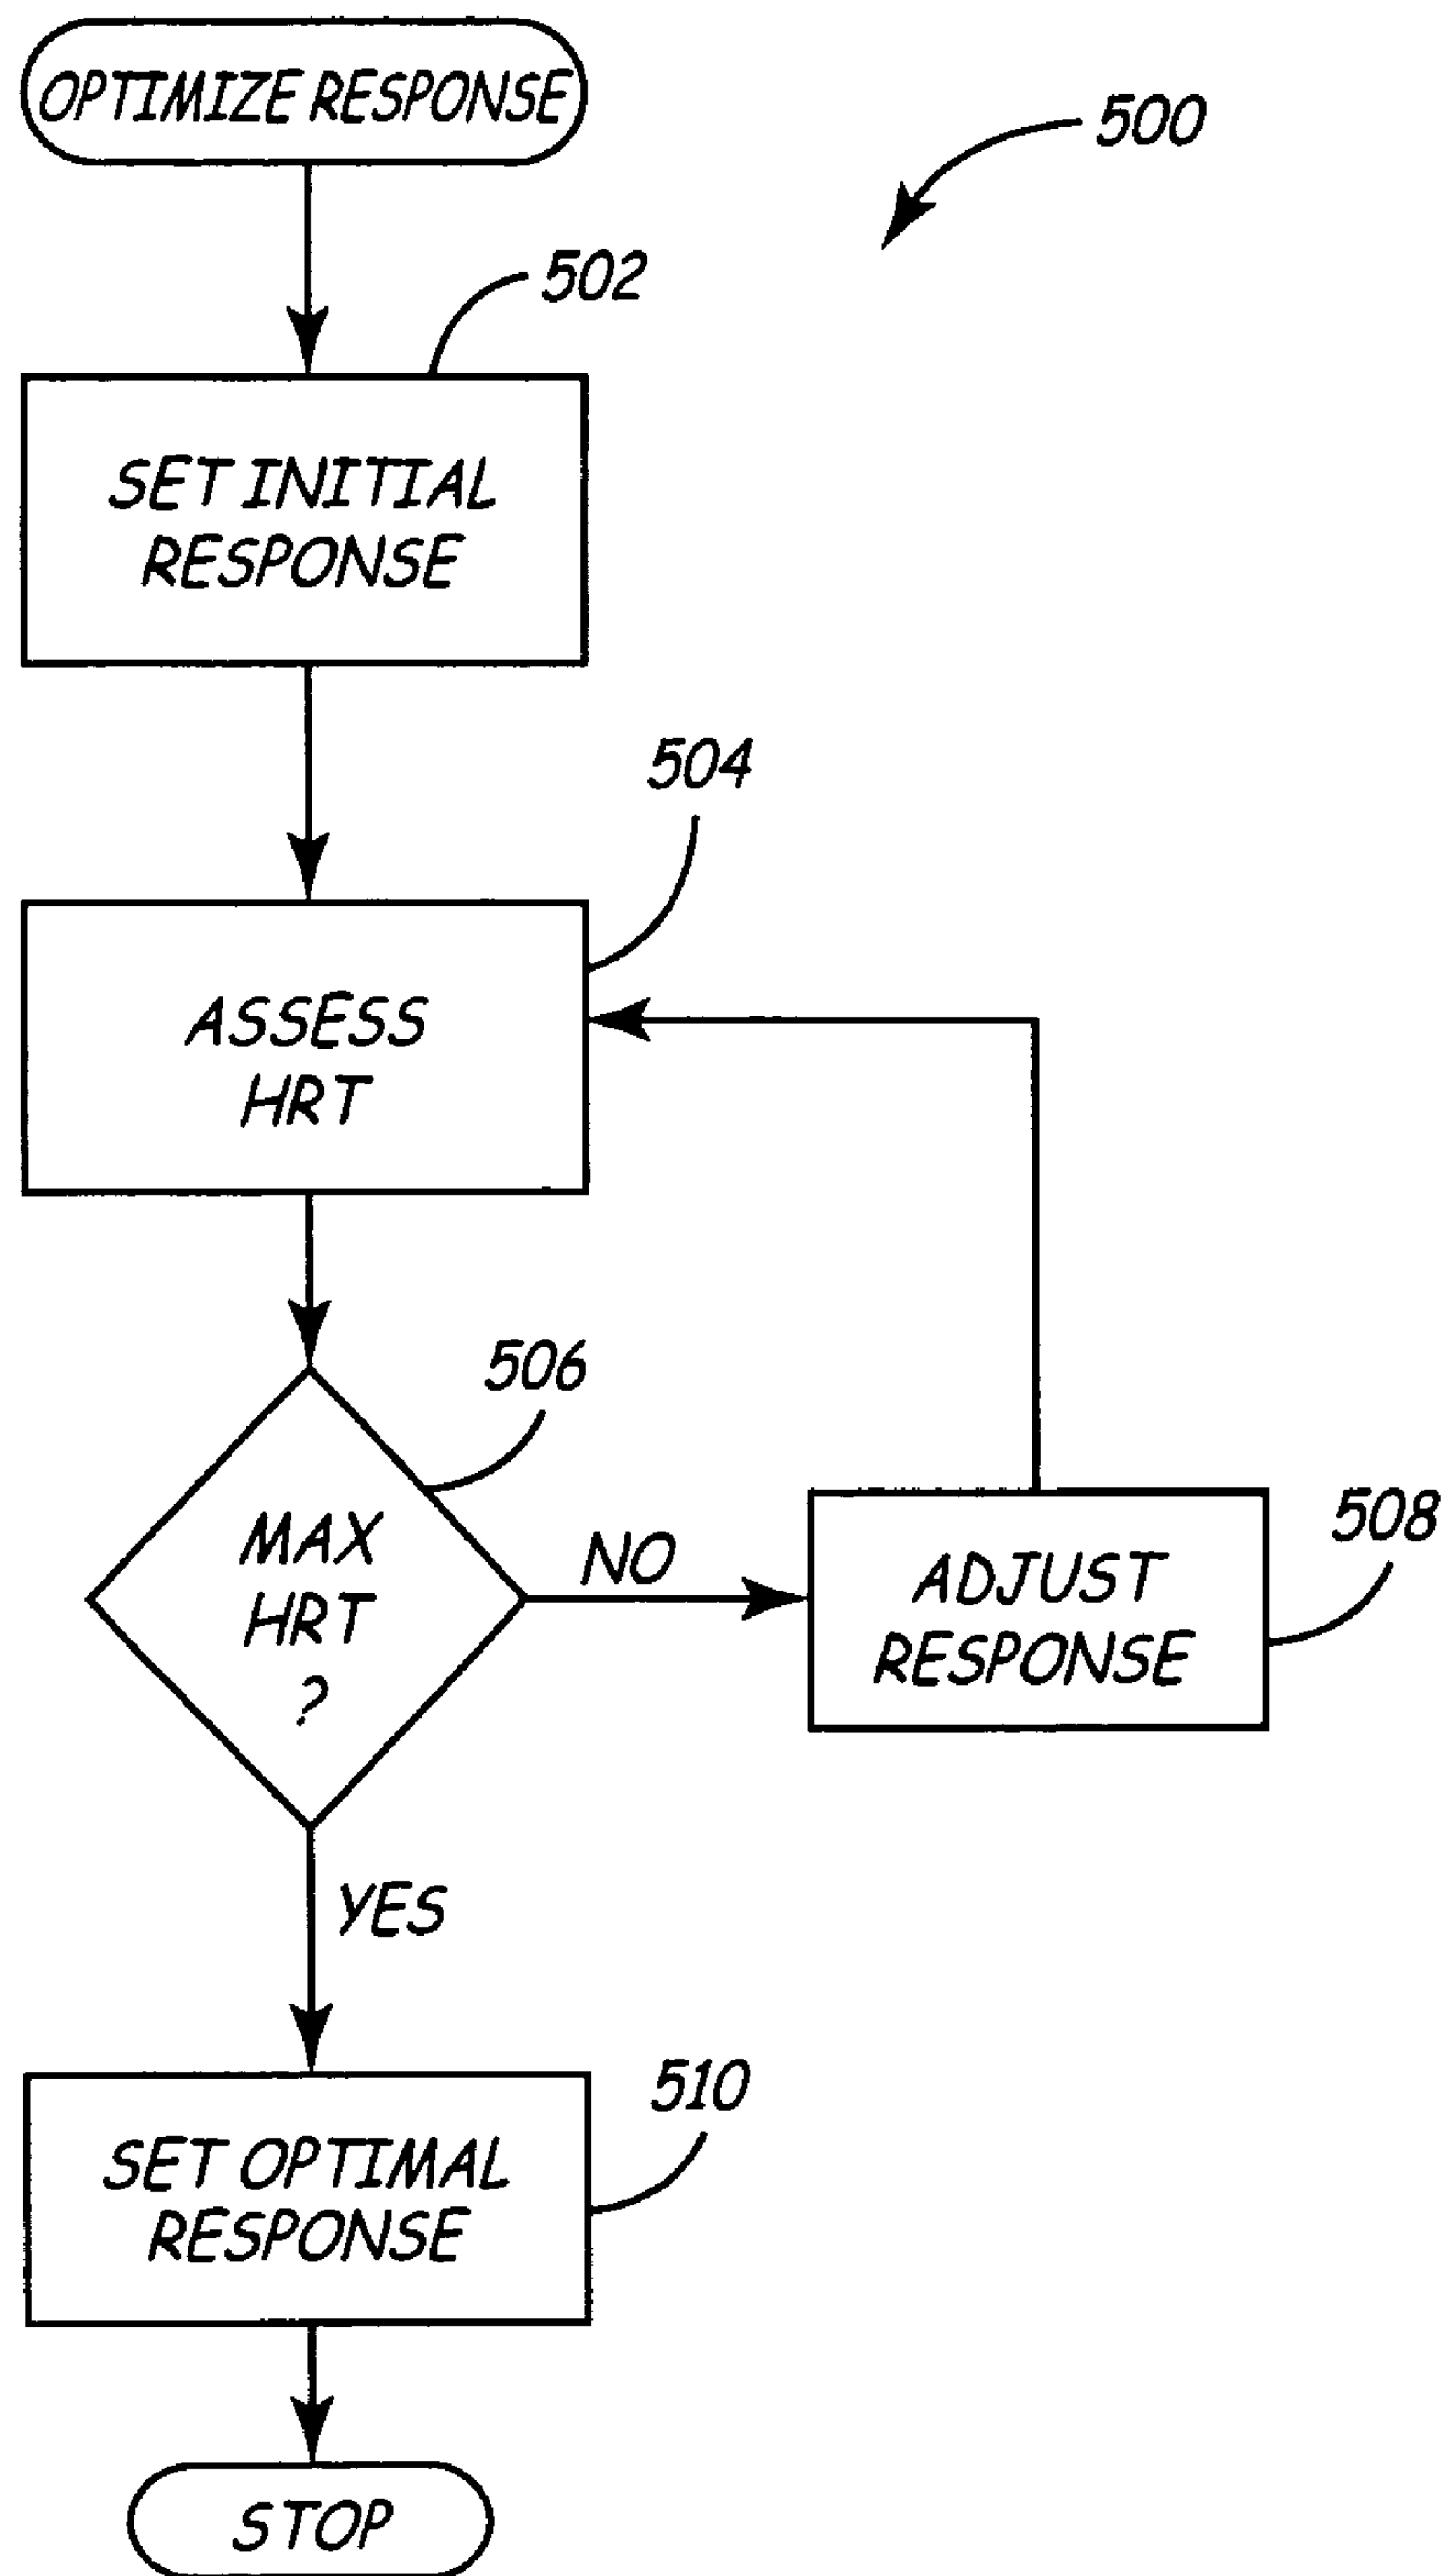 OPTIMIZE RESPONSE
500
502
SET INITIAL
RESPONSE
504
ASSESS
HRT
506
MAX
HRT
?
NO
508
ADJUST
RESPONSE
YES
510
SET OPTIMAL
RESPONSE
STOP